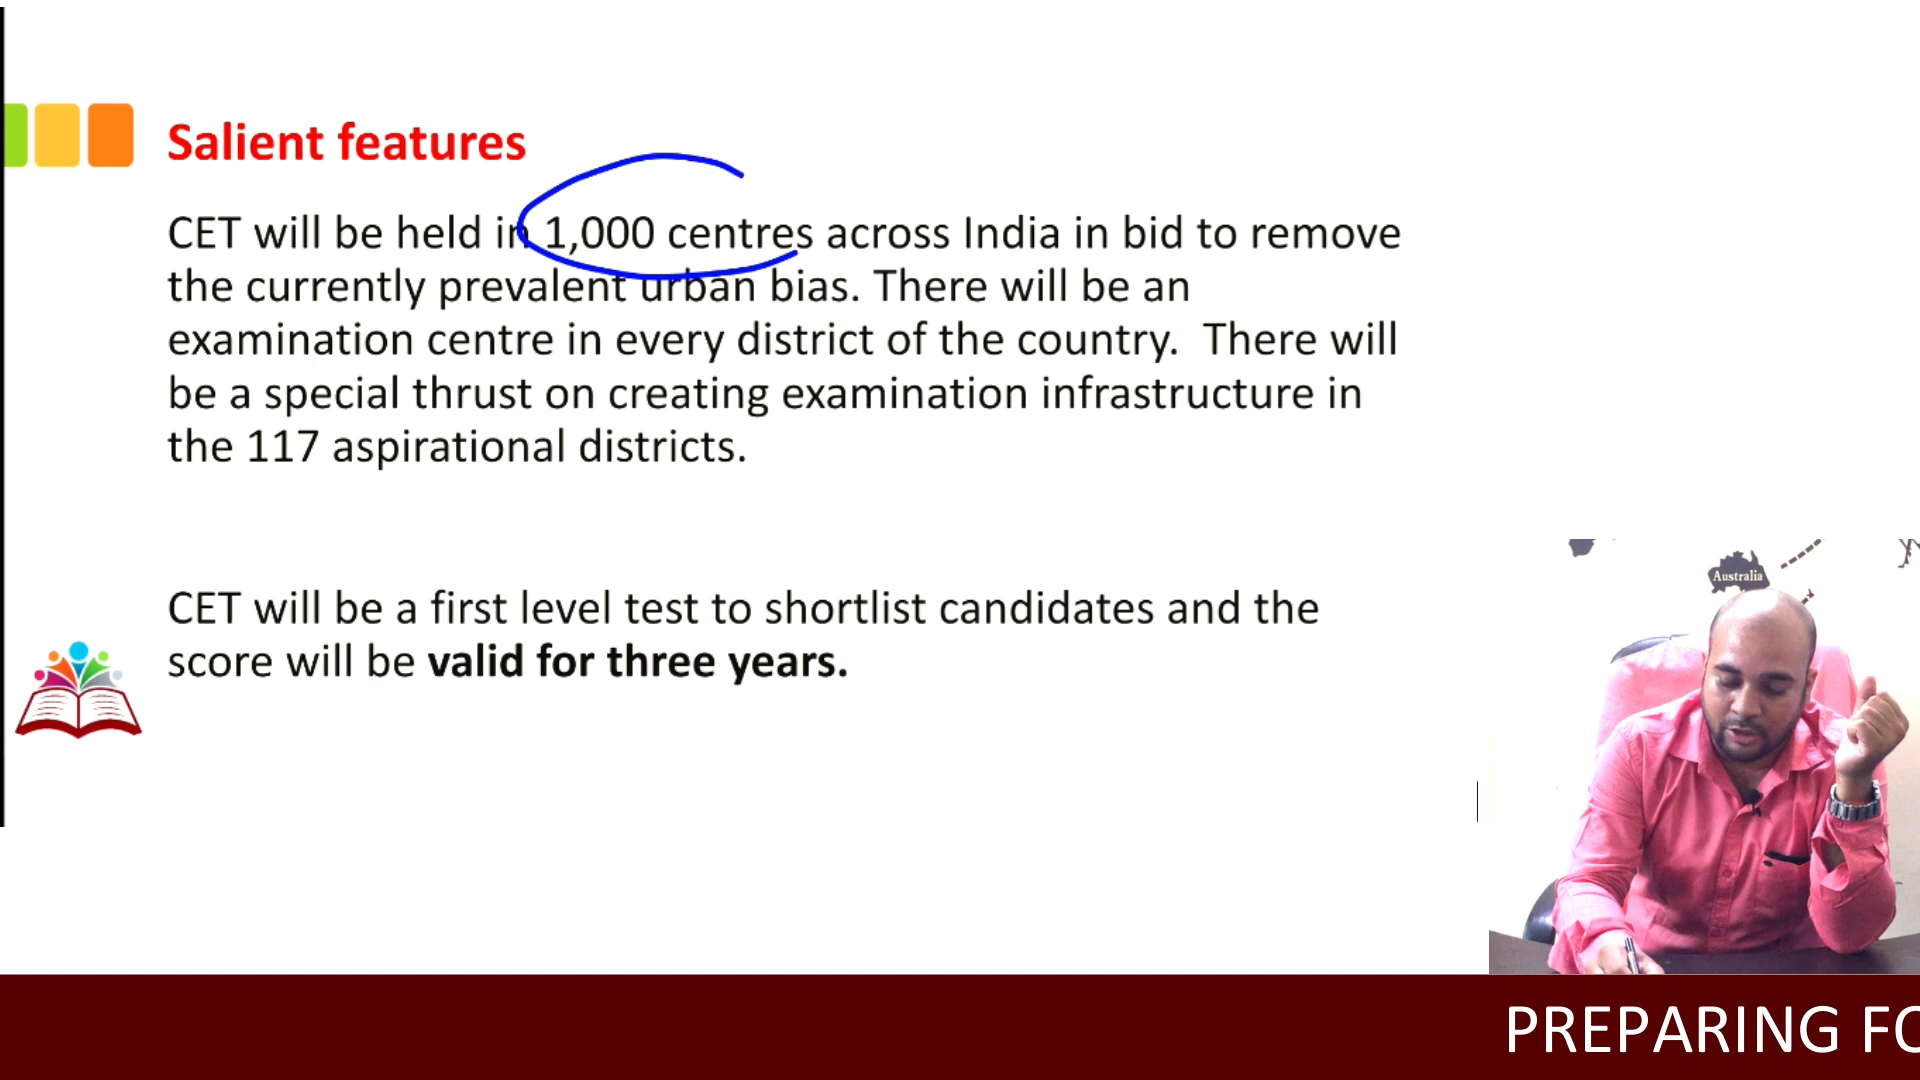 Salient features
CET will be held in 1,000 centres across India in bid to remove
the currently prevalent urban bias. There will be an
examination centre in every district of the country. There will
be a special thrust on creating examination infrastructure in
the 117 aspirational districts.
CET will be a first level test to shortlist candidates and the
score will be valid for three years.
Australia
PREPARING FO